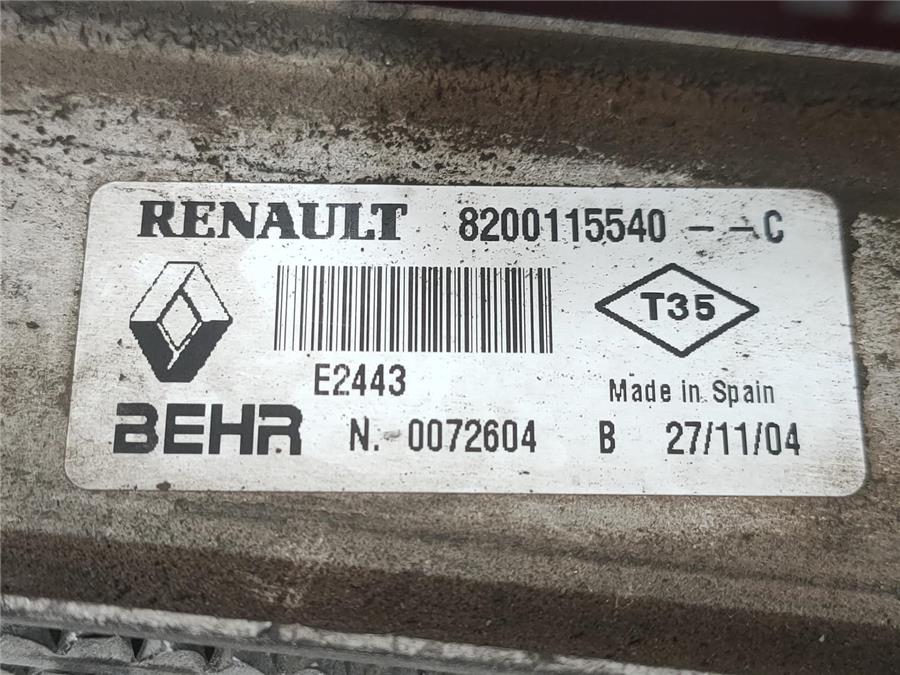 RENAULT 8200115540 - - C
T35
E2443
Made in Spain
BEHR N. 0072604 B 27/11/04